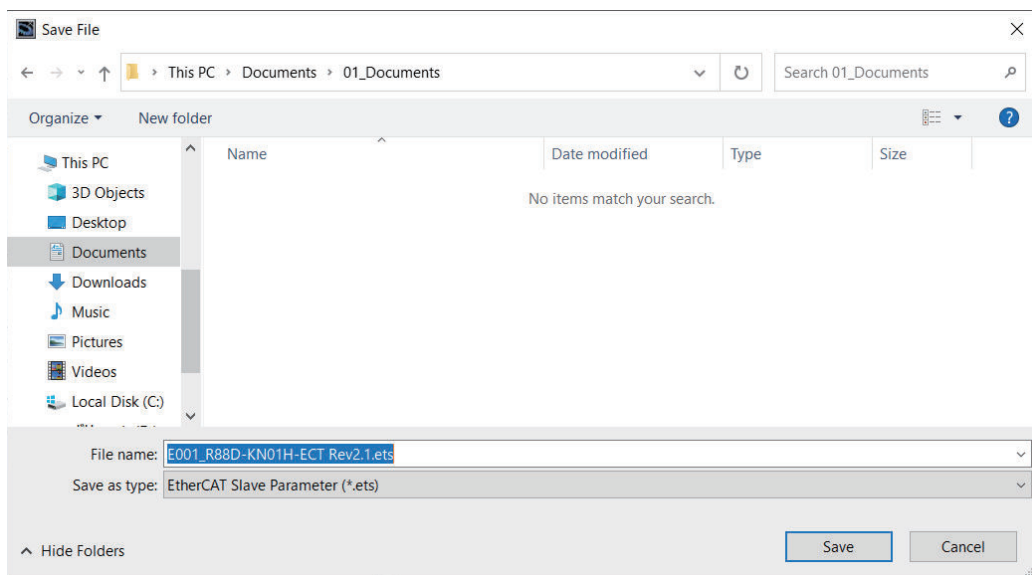 Save File
This PC › Documents › 01_Documents
Search 01_Documents
Organize
New folder
?
Name
Date modified
Type
Size
No items match your search.
This PC
3D Objects
Desktop
Documents
Downloads
Music
Pictures
Videos
Local Disk (C:)
File name: E001_R88D-KN01H-ECT Rev2.1.ets
Save as type: EtherCAT Slave Parameter (*.ets)
Hide Folders
Save
Cancel